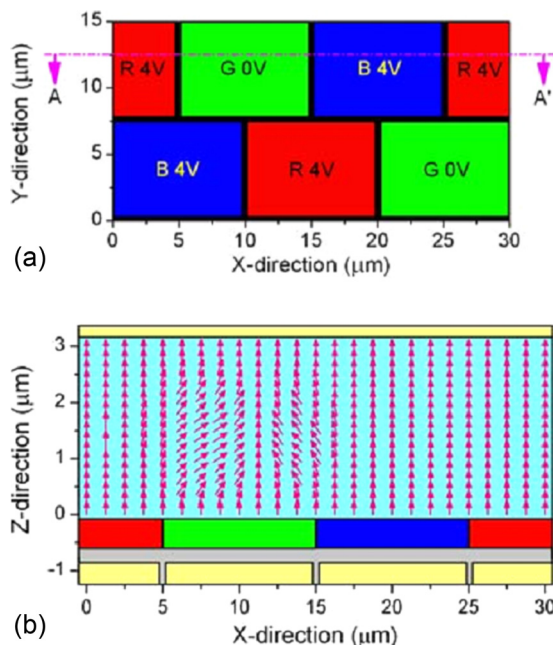 15
10
5
0
Y-direction (μm)
R 4V
G 0V
B 4V
R 4V
A
A'
B 4V
R 4V
G 0V
0
5
10
15
20
25
30
X-direction (μm)
(a)
3
2
1
0
-1
Z-direction (μm)
0
5
10
15
20
25
30
X-direction (μm)
(b)